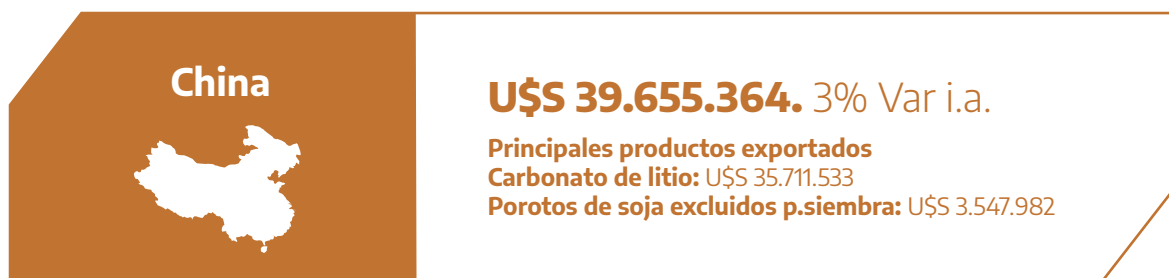 China
U$S 39.655.364. 3% Var i.a.
Principales productos exportados
Carbonato de litio: U$S 35.711.533
Porotos de soja excluidos p.siembra: U$S 3.547.982